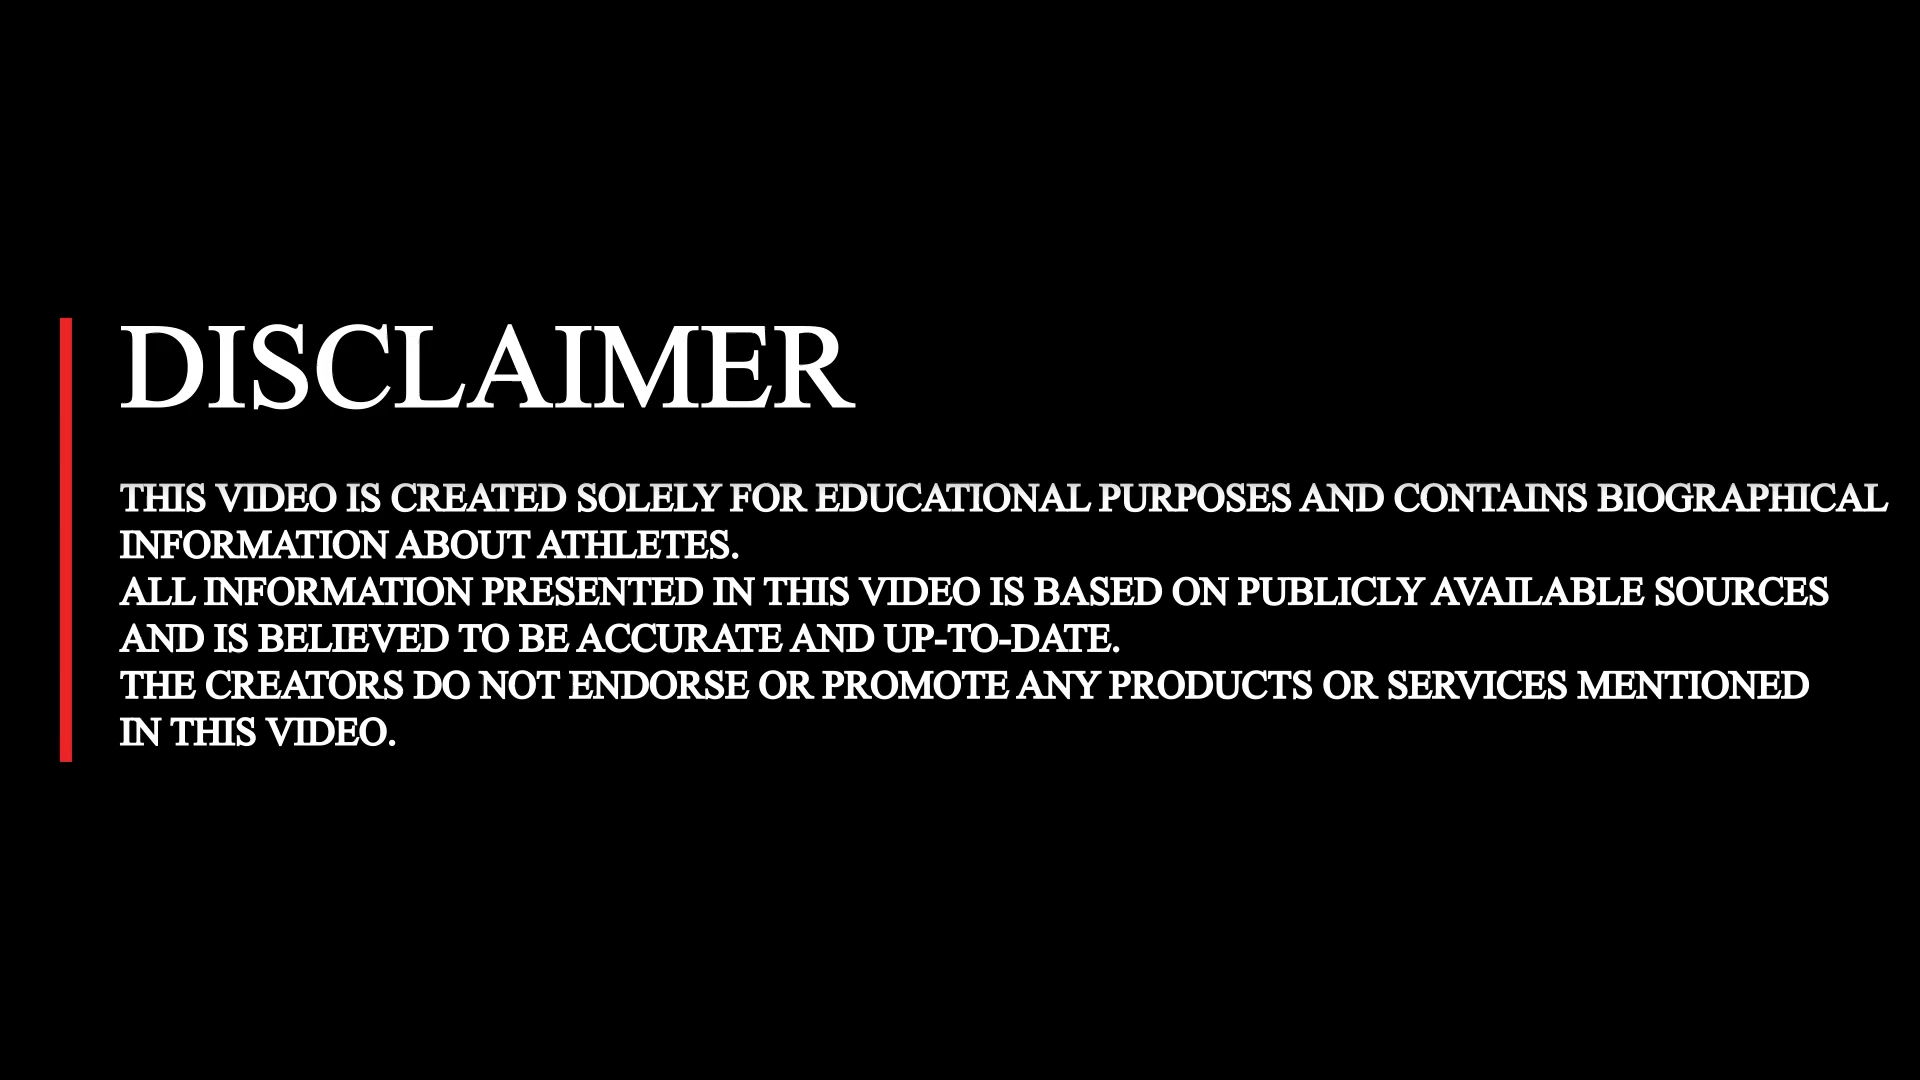 DISCLAIMER
THIS VIDEO IS CREATED SOLELY FOR EDUCATIONAL PURPOSES AND CONTAINS BIOGRAPHICAL
INFORMATION ABOUT ATHLETES.
ALL INFORMATION PRESENTED IN THIS VIDEO IS BASED ON PUBLICLY AVAILABLE SOURCES
AND IS BELIEVED TO BE ACCURATE AND UP-TO-DATE.
THE CREATORS DO NOT ENDORSE OR PROMOTE ANY PRODUCTS OR SERVICES MENTIONED
IN THIS VIDEO.